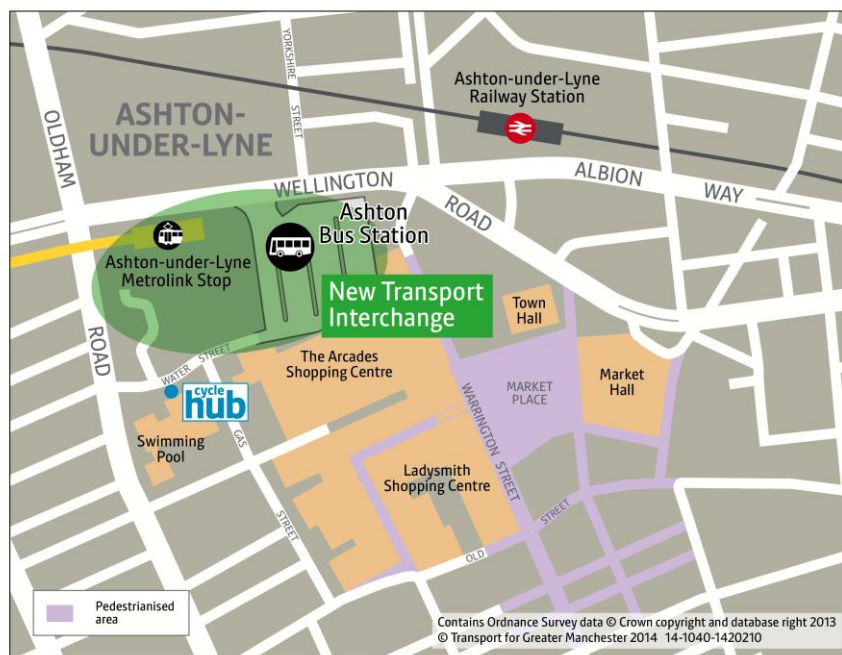 YORKSHIRE
STREET
Ashton-under-Lyne
Railway Station
OLDHAM
ROAD
ASHTON-
UNDER-LYNE
WELLINGTON
ROAD
ALBION
WAY
Ashton
Bus Station
Ashton-under-Lyne
Metrolink Stop
New Transport
Interchange
Town
Hall
The Arcades
Shopping Centre
MARKET
PLACE
Market
Hall
WATER STREET
cycle
hub
Swimming
Pool
GAS
STREET
WARRINGTON STREET
Ladysmith
Shopping Centre
OLD
STREET
Pedestrianised
area
Contains Ordnance Survey data © Crown copyright and database right 2013
© Transport for Greater Manchester 2014 14-1040-1420210